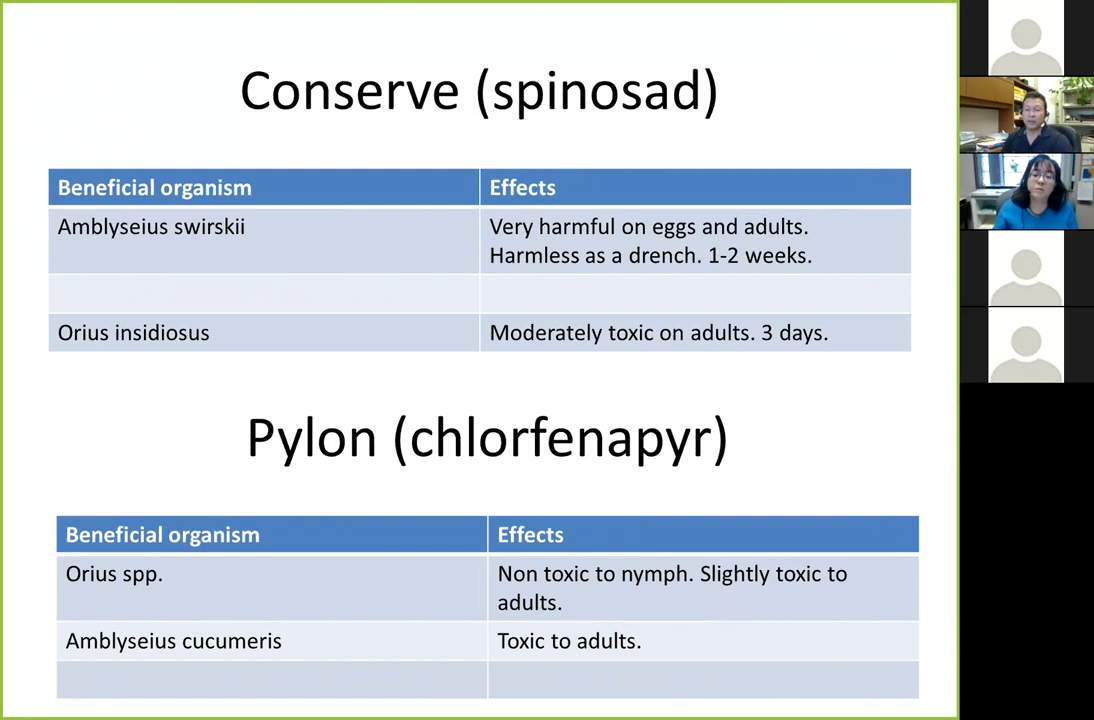 Conserve (spinosad)
Beneficial organism
Effects
Amblyseius swirskii
Very harmful on eggs and adults.
Harmless as a drench. 1-2 weeks.
Orius insidiosus
Moderately toxic on adults. 3 days.
Pylon (chlorfenapyr)
Beneficial organism
Effects
Orius spp.
Non toxic to nymph. Slightly toxic to
adults.
Amblyseius cucumeris
Toxic to adults.